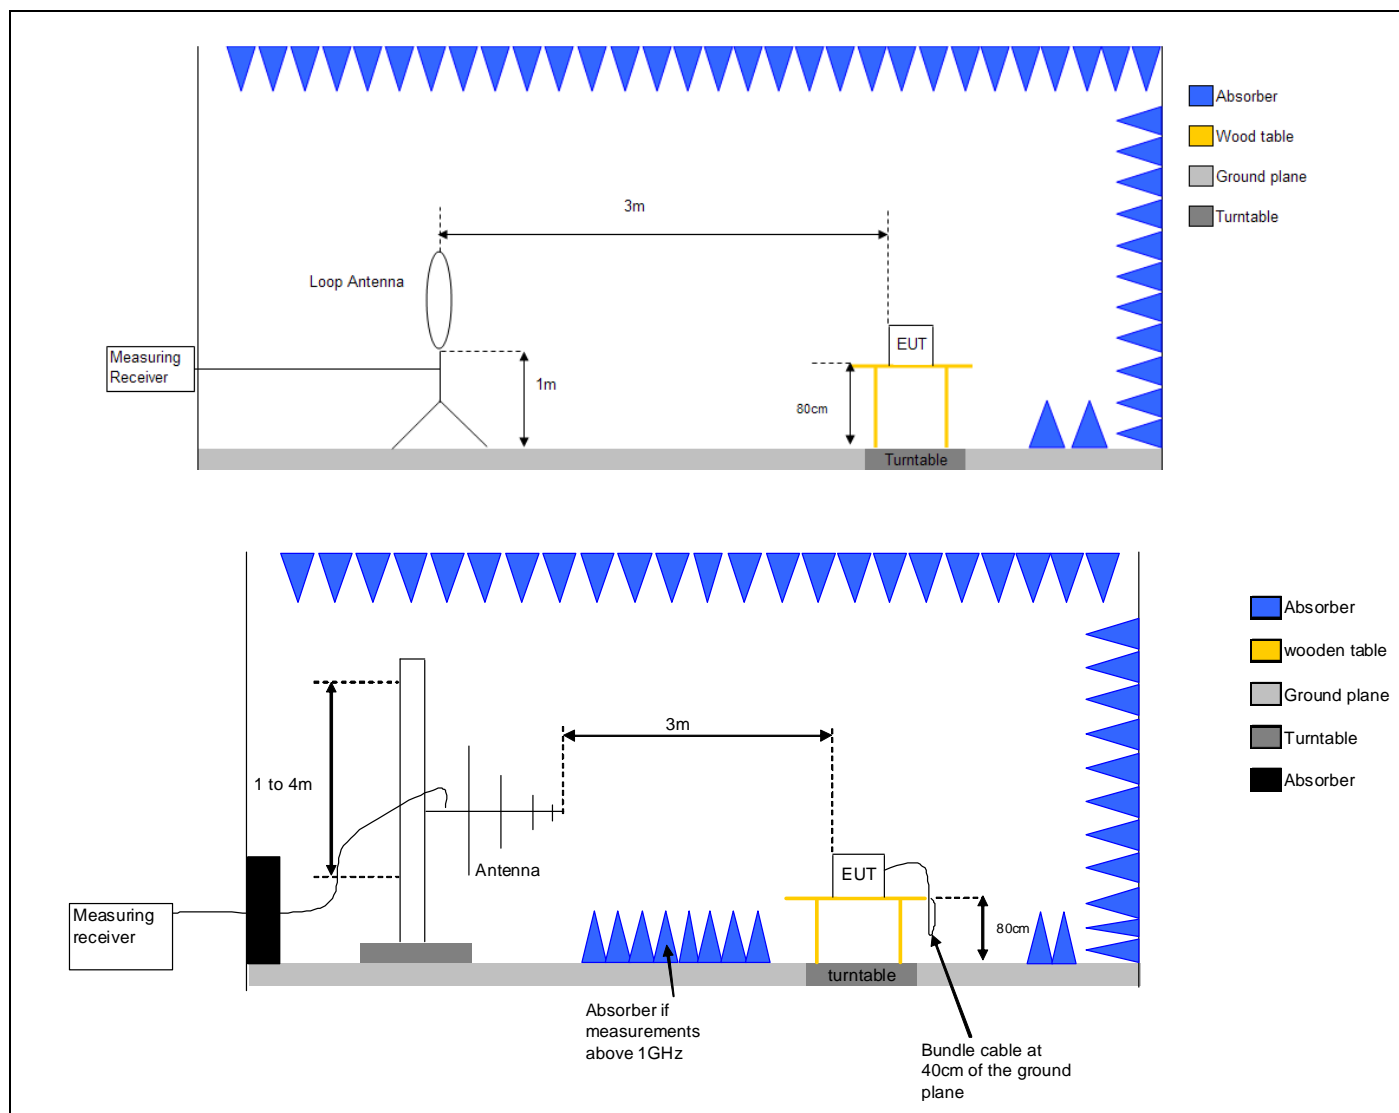 Absorber
Wood table
Ground plane
Turntable
3m
Loop Antenna
EUT
Measuring
Receiver
1m
80cm
Turntable
Absorber
wooden table
Ground plane
Turntable
Absorber
3m
1 to 4m
Antenna
EUT
Measuring
receiver
80cm
turntable
Absorber if
measurements
above 1GHz
Bundle cable at
40cm of the ground
plane